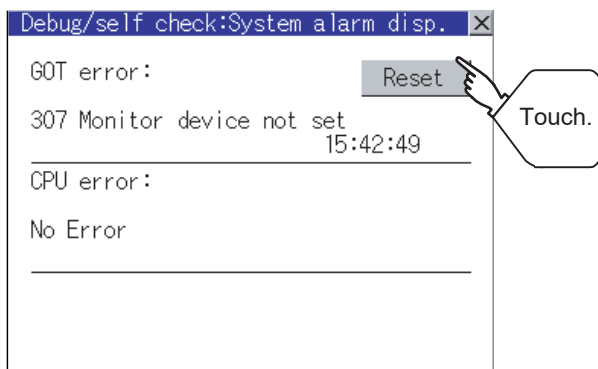 Debug/self check:System alarm disp. ×
GOT error:
Reset
Touch.
307 Monitor device not set
15:42:49
CPU error:
No Error